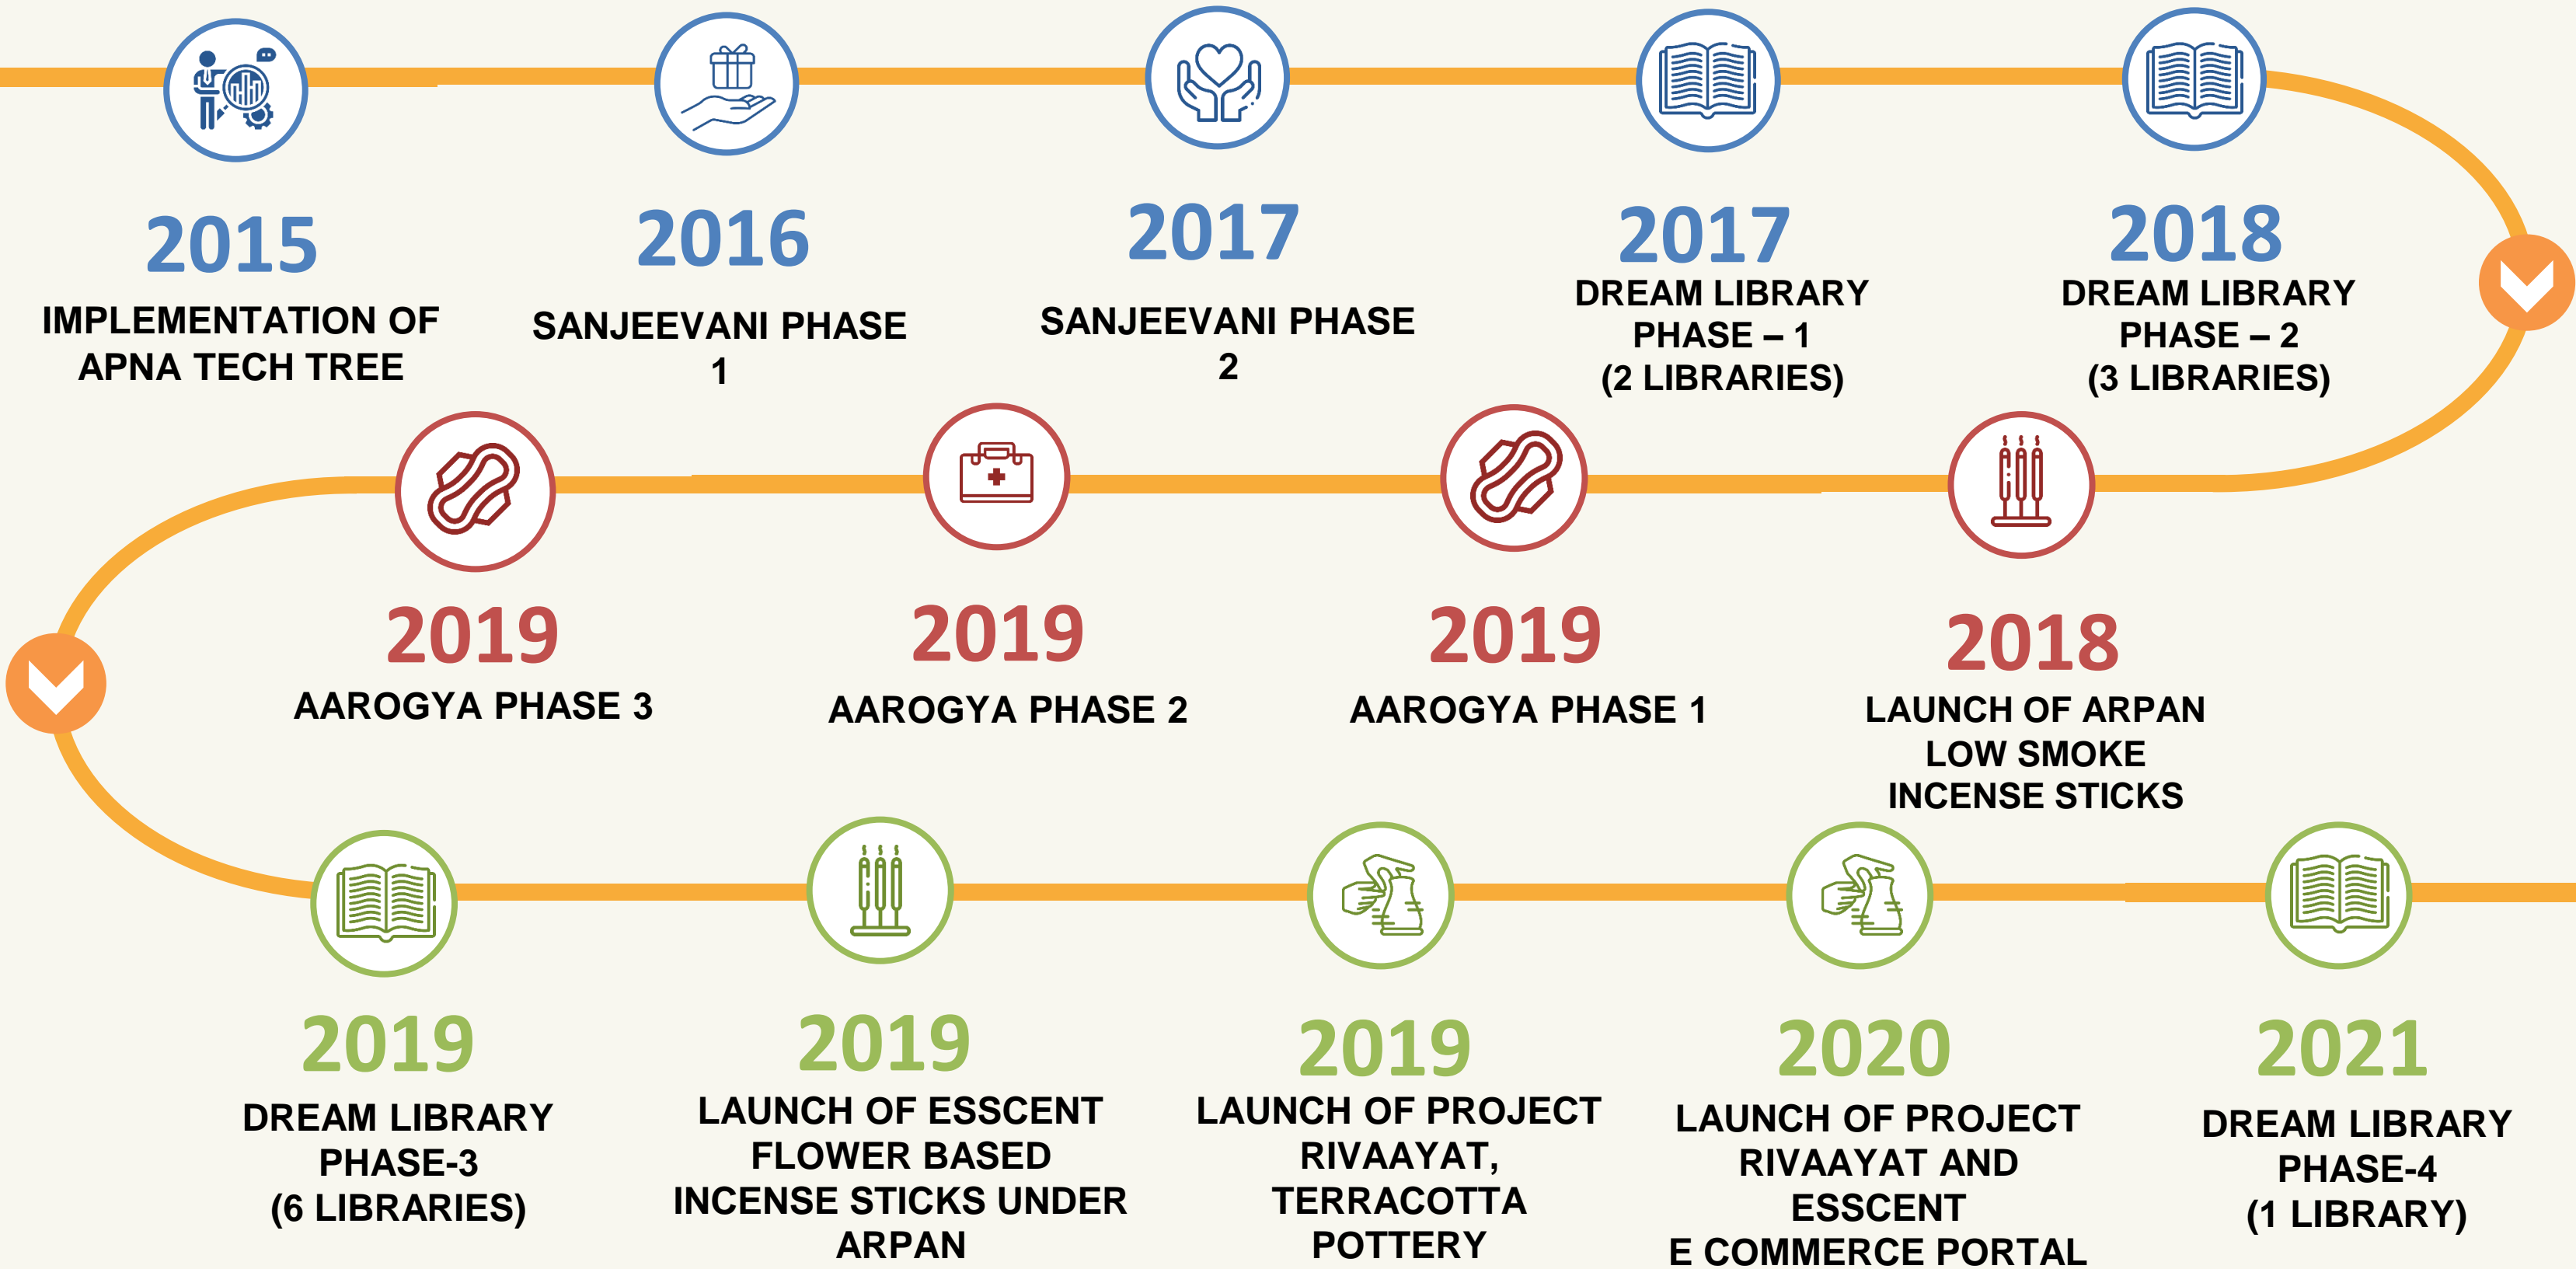 2015
IMPLEMENTATION OF
APNA TECH TREE
2016
SANJEEVANI PHASE
1
2017
SANJEEVANI PHASE
2
2017
DREAM LIBRARY
PHASE – 1
(2 LIBRARIES)
2018
DREAM LIBRARY
PHASE – 2
(3 LIBRARIES)
2018
LAUNCH OF ARPAN
LOW SMOKE
INCENSE STICKS
2019
AAROGYA PHASE 1
2019
AAROGYA PHASE 2
2019
AAROGYA PHASE 3
2019
DREAM LIBRARY
PHASE-3
(6 LIBRARIES)
2019
LAUNCH OF ESSCENT
FLOWER BASED
INCENSE STICKS UNDER
ARPAN
2019
LAUNCH OF PROJECT
RIVAAYAT,
TERRACOTTA
POTTERY
2020
LAUNCH OF PROJECT
RIVAAYAT AND
ESSCENT
E COMMERCE PORTAL
2021
DREAM LIBRARY
PHASE-4
(1 LIBRARY)